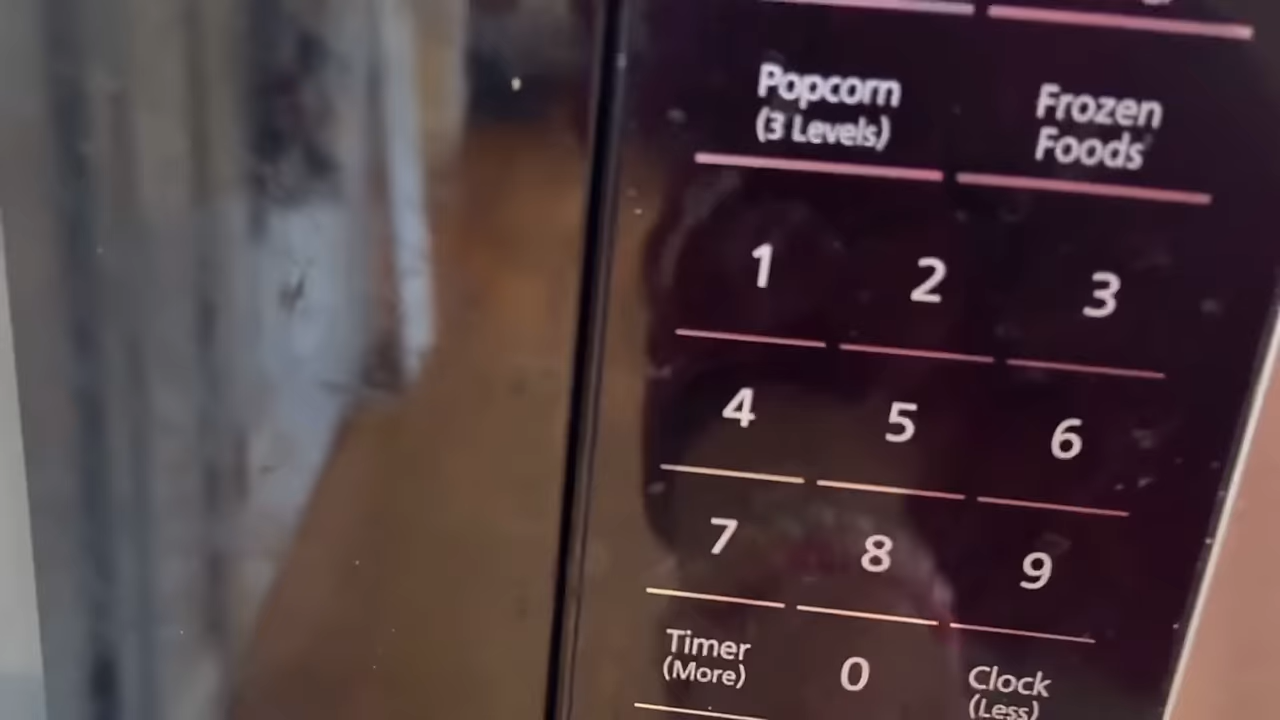 Popcorn
(3 Levels)
Frozen
Foods
1 2 3
4 5 6
7 8 9
Timer
(More)
0
Clock
(Less)